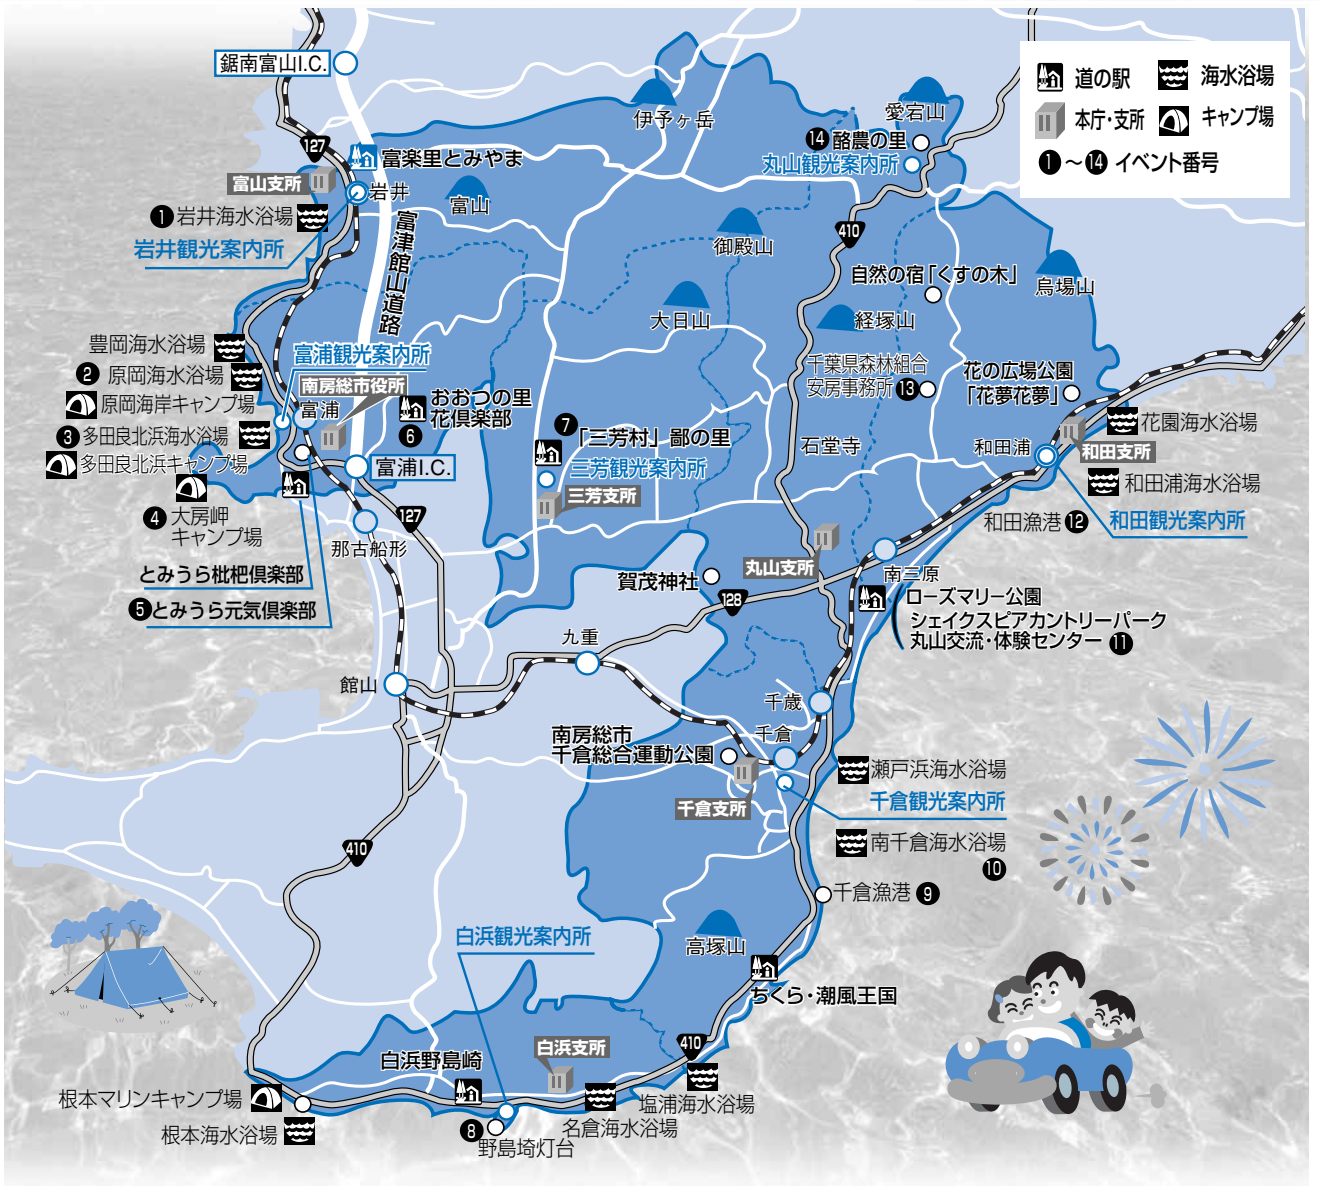 鋸南富山I.C.
127
富楽里とみやま
富山支所
岩井
❶岩井海水浴場
岩井観光案内所
富津館山道路
富山
伊予ヶ岳
愛宕山
⓮酪農の里
丸山観光案内所
道の駅
海水浴場
本庁・支所
キャンプ場
❶～⓮イベント番号
410
御殿山
自然の宿「くすの木」
烏場山
大日山
経塚山
千葉県森林組合
安房事務所⓭
花の広場公園
「花夢花夢」
豊岡海水浴場
❷原岡海水浴場
原岡海岸キャンプ場
❸多田良北浜海水浴場
多田良北浜キャンプ場
❹大房岬
キャンプ場
とみうら枇杷倶楽部
❺とみうら元気倶楽部
富浦観光案内所
南房総市役所
富浦
おおつの里
花倶楽部
❻
富浦I.C.
127
那古船形
❼「三芳村」鄙の里
三芳観光案内所
三芳支所
石堂寺
和田浦
花園海水浴場
和田支所
和田浦海水浴場
和田漁港⓬
和田観光案内所
丸山支所
南三原
賀茂神社
128
ローズマリー公園
シェイクスピアカントリーパーク
丸山交流・体験センター⓫
九重
館山
千歳
南房総市
千倉総合運動公園
千倉
千倉支所
瀬戸浜海水浴場
千倉観光案内所
南千倉海水浴場
❿
千倉漁港❾
410
白浜観光案内所
高塚山
ちくら・潮風王国
410
白浜野島崎
白浜支所
塩浦海水浴場
名倉海水浴場
根本マリンキャンプ場
根本海水浴場
❽
野島埼灯台